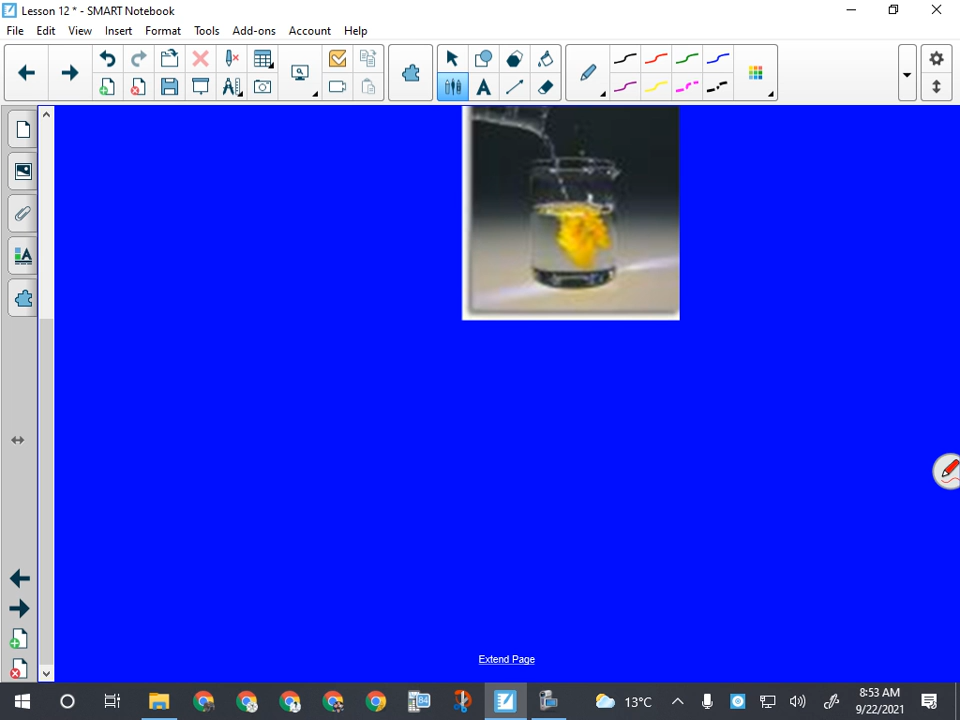 Lesson 12 * - SMART Notebook
File Edit View Insert Format Tools Add-ons Account Help
A
Extend Page
84
13°C
8:53 AM
9/22/2021